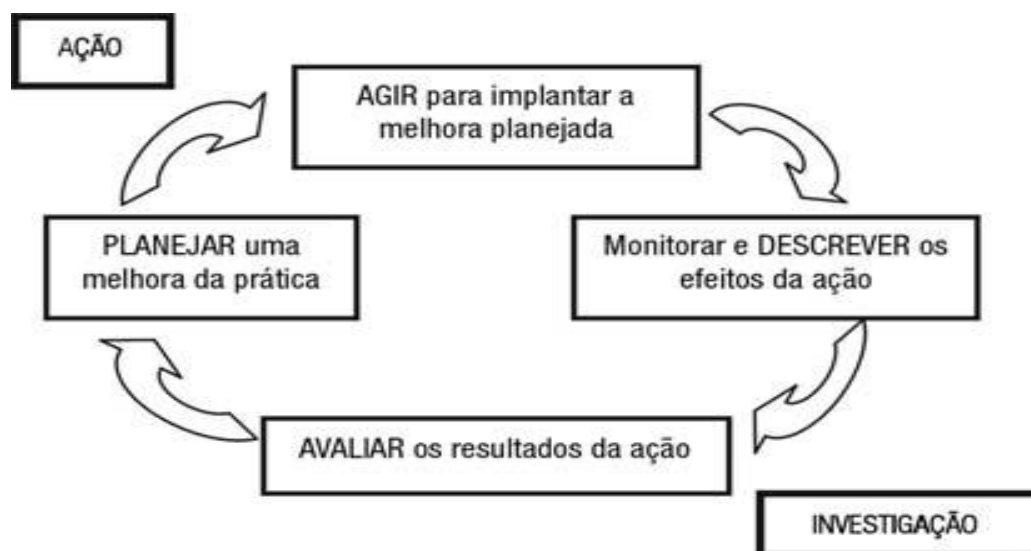 AÇÃO
AGIR para implantar a
melhora planejada
PLANEJAR uma
melhora da prática
Monitorar e DESCREVER os
efeitos da ação
AVALIAR os resultados da ação
INVESTIGAÇÃO